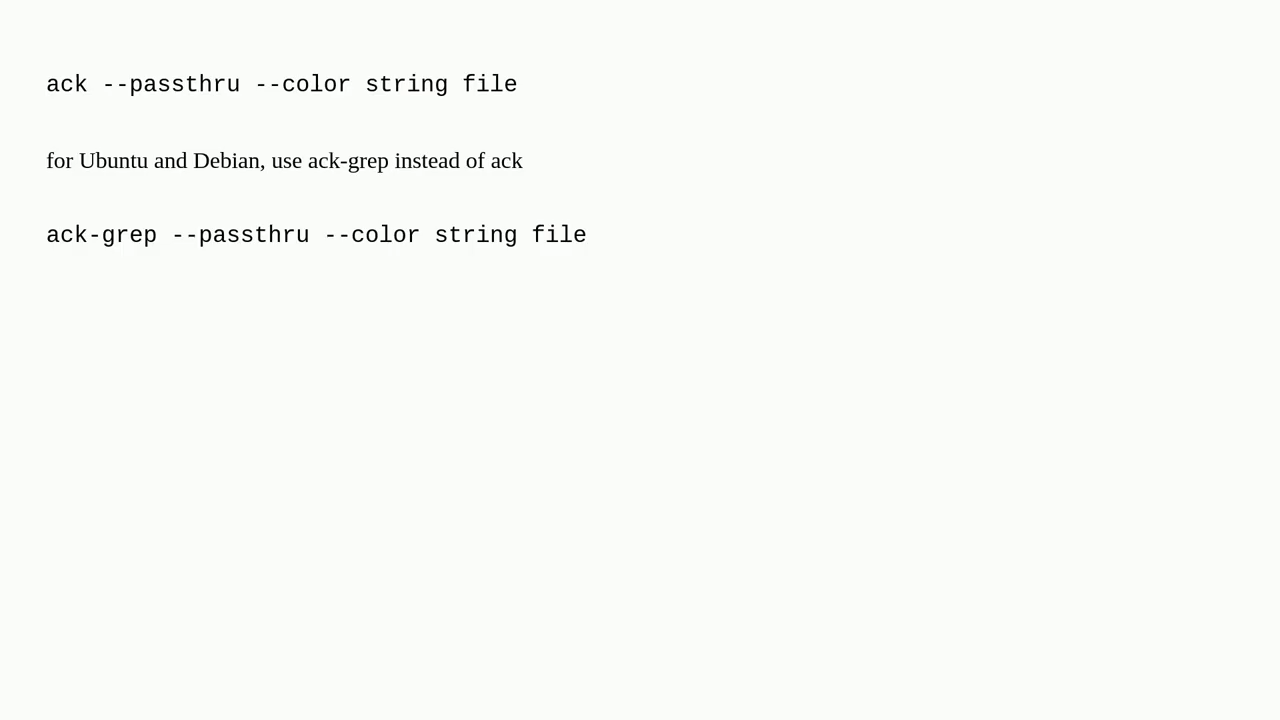 ack --passthru --color string file
for Ubuntu and Debian, use ack-grep instead of ack
ack-grep --passthru --color string file